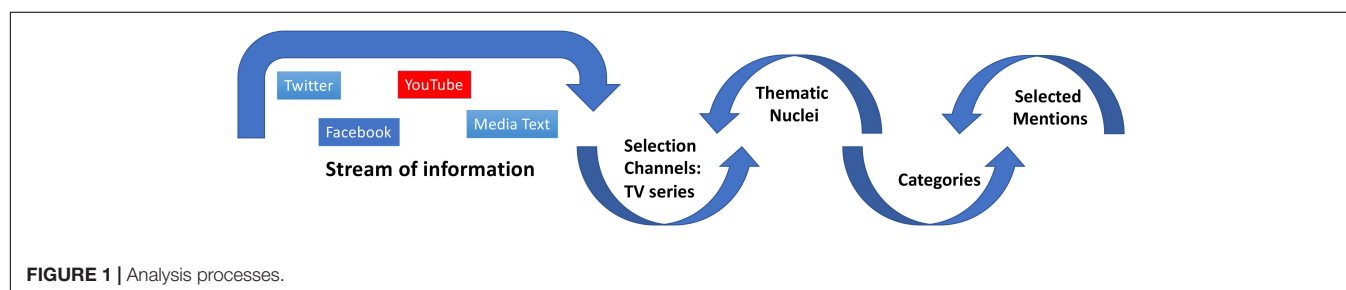 Twitter
YouTube
Facebook
Media Text
Stream of information
Selection
Channels:
TV series
Thematic
Nuclei
Categories
Selected
Mentions
FIGURE 1 | Analysis processes.